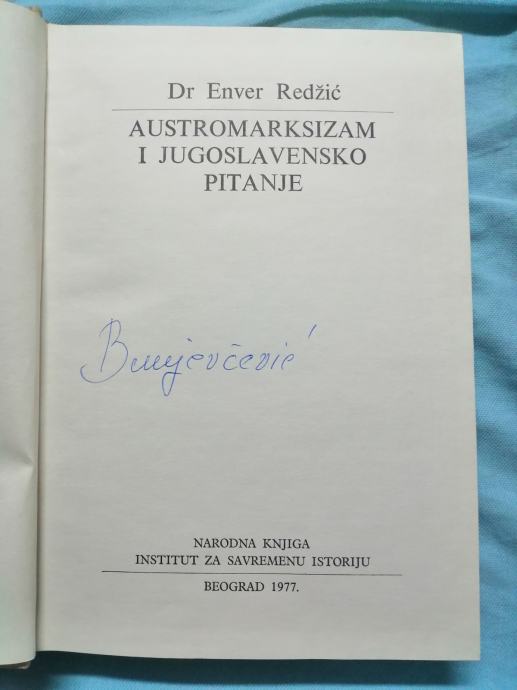 Dr Enver Redžić
AUSTROMARKSIZAM
I JUGOSLAVENSKO
PITANJE
Bunjevčević
NARODNA KNJIGA
INSTITUT ZA SAVREMENU ISTORIJU
BEOGRAD 1977.